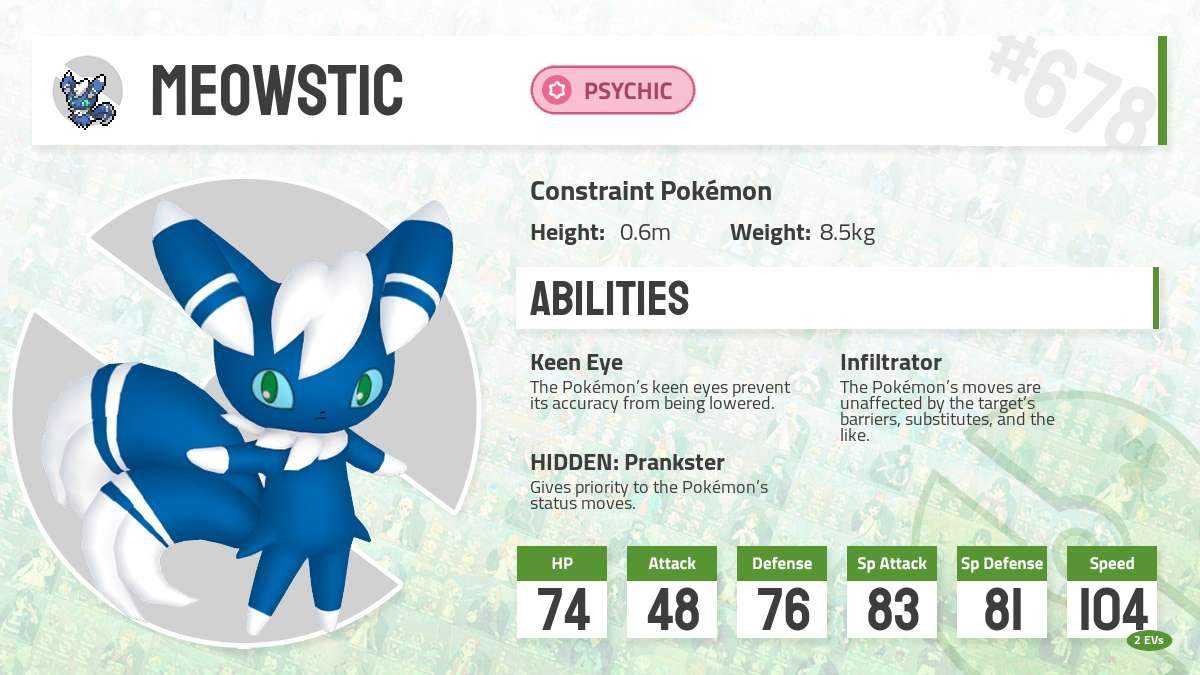 MEOWSTIC
PSYCHIC
#678
Constraint Pokémon
Height: 0.6m Weight: 8.5kg
ABILITIES
Keen Eye
The Pokémon's keen eyes prevent
its accuracy from being lowered.
Infiltrator
The Pokémon's moves are
unaffected by the target's
barriers, substitutes, and the
like.
HIDDEN: Prankster
Gives priority to the Pokémon's
status moves.
HP Attack Defense Sp Attack Sp Defense Speed
74 48 76 83 81 104
2 EVs